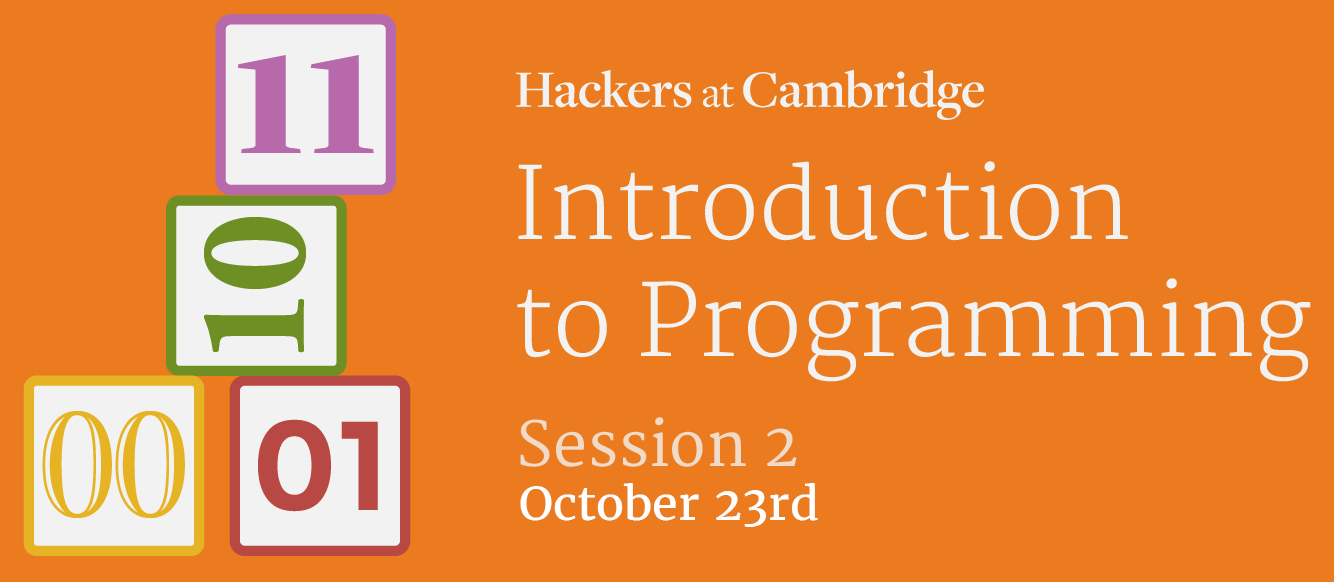 11
10
00
01
Hackers at Cambridge
Introduction
to Programming
Session 2
October 23rd